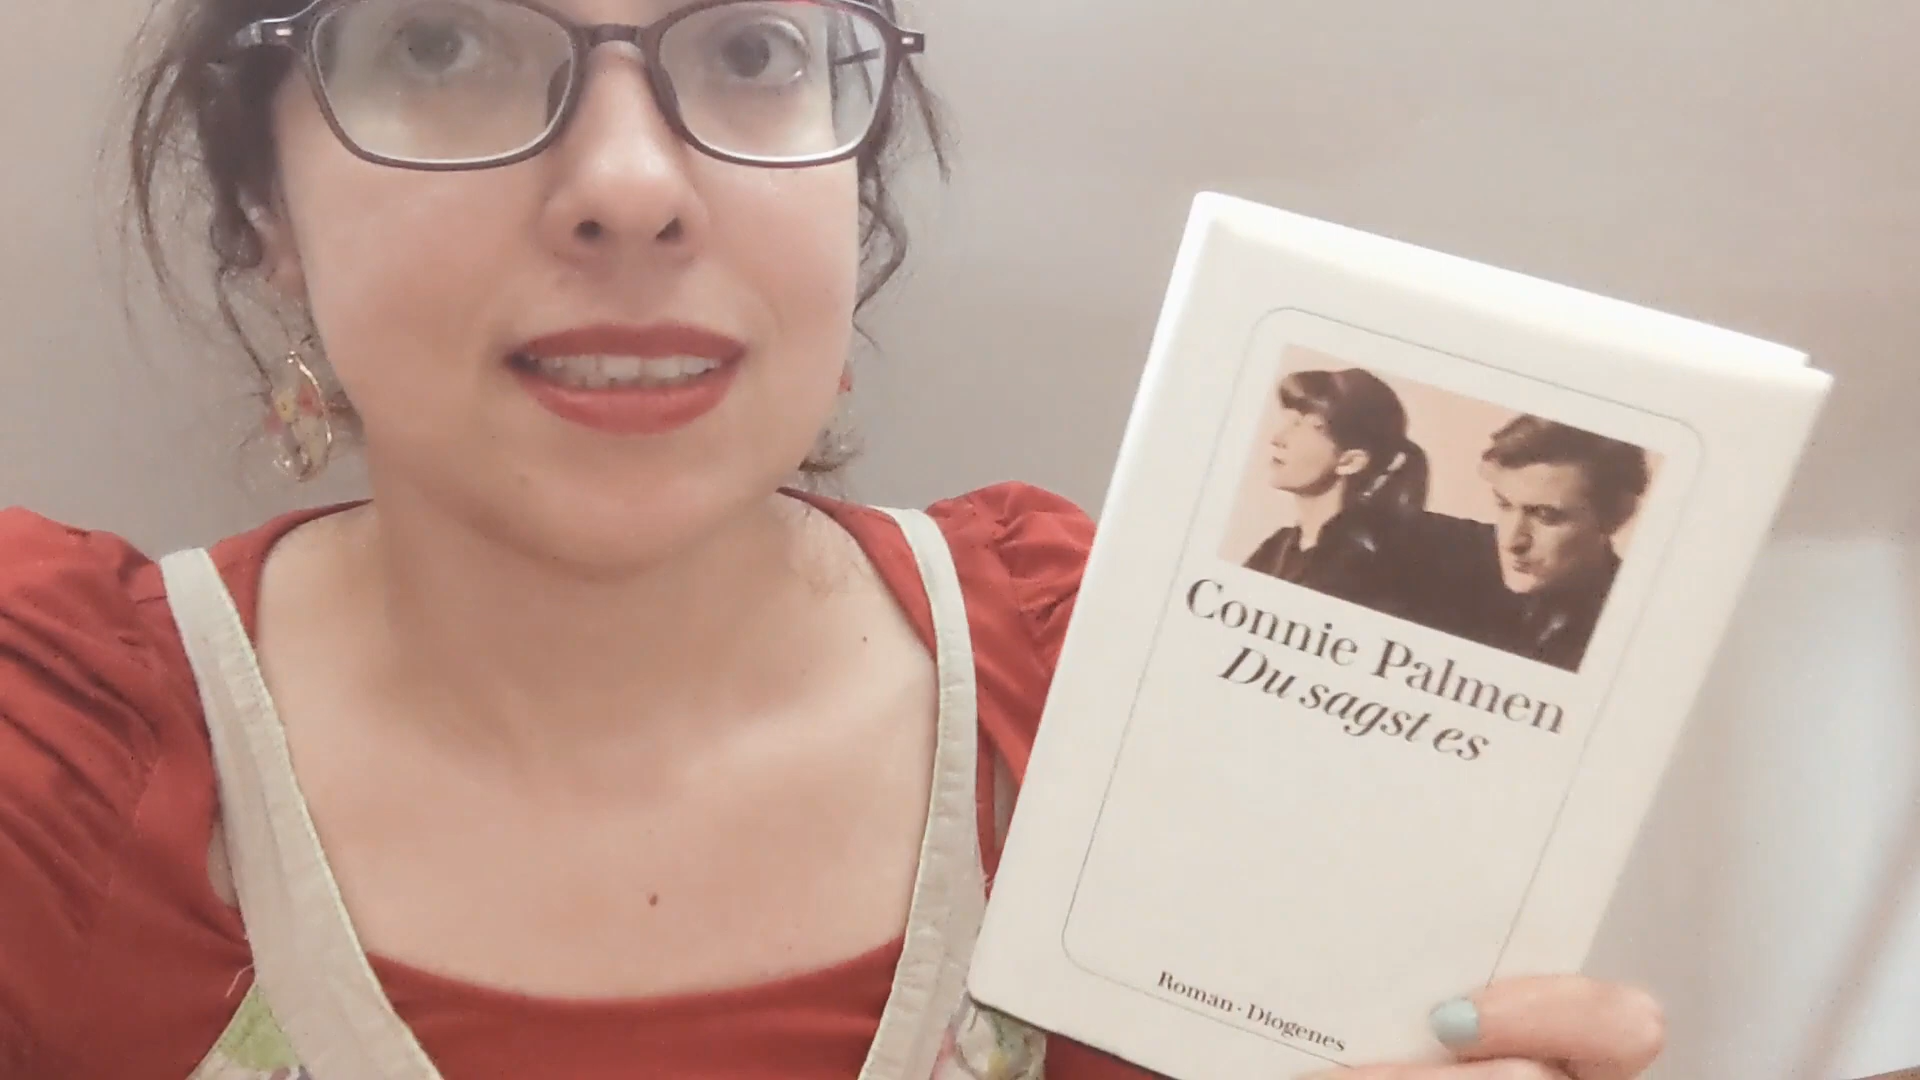 Connie Palmen
Du sagst es
Roman · Diogenes